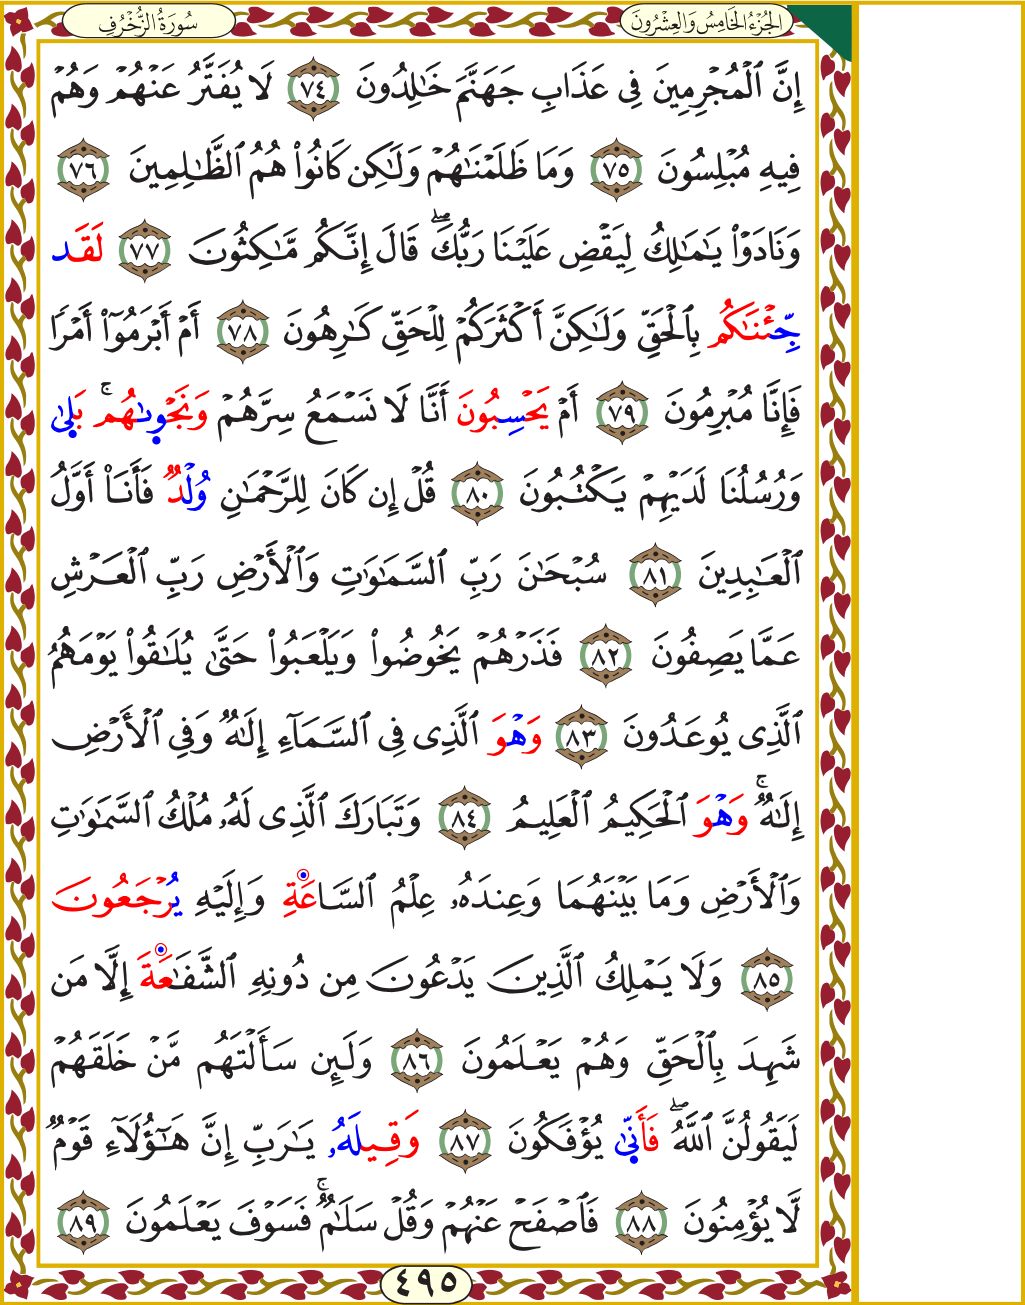 الجُزْءُ الخَامِسُ وَالعِشْرُونَ
سُورَةُ الزُّخْرُفِ
إِنَّ ٱلْمُجْرِمِينَ فِى عَذَابِ جَهَنَّمَ خَٰلِدُونَ ٧٤ لَا يُفَتَّرُ عَنْهُمْ وَهُمْ
فِيهِ مُبْلِسُونَ ٧٥ وَمَا ظَلَمْنَٰهُمْ وَلَٰكِن كَانُوا۟ هُمُ ٱلظَّٰلِمِينَ ٧٦
وَنَادَوْا۟ يَٰمَٰلِكُ لِيَقْضِ عَلَيْنَا رَبُّكَ ۖ قَالَ إِنَّكُم مَّٰكِثُونَ ٧٧ لَقَد
جِّئْنَٰكُم بِٱلْحَقِّ وَلَٰكِنَّ أَكْثَرَكُمْ لِلْحَقِّ كَٰرِهُونَ ٧٨ أَمْ أَبْرَمُوٓا۟ أَمْرًا
فَإِنَّا مُبْرِمُونَ ٧٩ أَمْ يَحْسِبُونَ أَنَّا لَا نَسْمَعُ سِرَّهُمْ وَنَجْوىٰهُم ۚ بَلىٰ
وَرُسُلُنَا لَدَيْهِمْ يَكْتُبُونَ ٨٠ قُلْ إِن كَانَ لِلرَّحْمَٰنِ وُلْدٌ فَأَنَا۠ أَوَّلُ
ٱلْعَٰبِدِينَ ٨١ سُبْحَٰنَ رَبِّ ٱلسَّمَٰوَٰتِ وَٱلْأَرْضِ رَبِّ ٱلْعَرْشِ
عَمَّا يَصِفُونَ ٨٢ فَذَرْهُمْ يَخُوضُوا۟ وَيَلْعَبُوا۟ حَتَّىٰ يُلَٰقُوا۟ يَوْمَهُمُ
ٱلَّذِى يُوعَدُونَ ٨٣ وَهْوَ ٱلَّذِى فِى ٱلسَّمَآءِ إِلَٰهٌ وَفِى ٱلْأَرْضِ
إِلَٰهٌ ۚ وَهْوَ ٱلْحَكِيمُ ٱلْعَلِيمُ ٨٤ وَتَبَارَكَ ٱلَّذِى لَهُۥ مُلْكُ ٱلسَّمَٰوَٰتِ
وَٱلْأَرْضِ وَمَا بَيْنَهُمَا وَعِندَهُۥ عِلْمُ ٱلسَّاعَةِ وَإِلَيْهِ يُرْجَعُونَ
٨٥ وَلَا يَمْلِكُ ٱلَّذِينَ يَدْعُونَ مِن دُونِهِ ٱلشَّفَٰعَةَ إِلَّا مَن
شَهِدَ بِٱلْحَقِّ وَهُمْ يَعْلَمُونَ ٨٦ وَلَئِن سَأَلْتَهُم مَّنْ خَلَقَهُمْ
لَيَقُولُنَّ ٱللَّهُ ۖ فَأَنّىٰ يُؤْفَكُونَ ٨٧ وَقِيلَهُۥ يَٰرَبِّ إِنَّ هَٰٓؤُلَآءِ قَوْمٌ
لَّا يُؤْمِنُونَ ٨٨ فَٱصْفَحْ عَنْهُمْ وَقُلْ سَلَٰمٌ ۚ فَسَوْفَ يَعْلَمُونَ ٨٩
٤٩٥